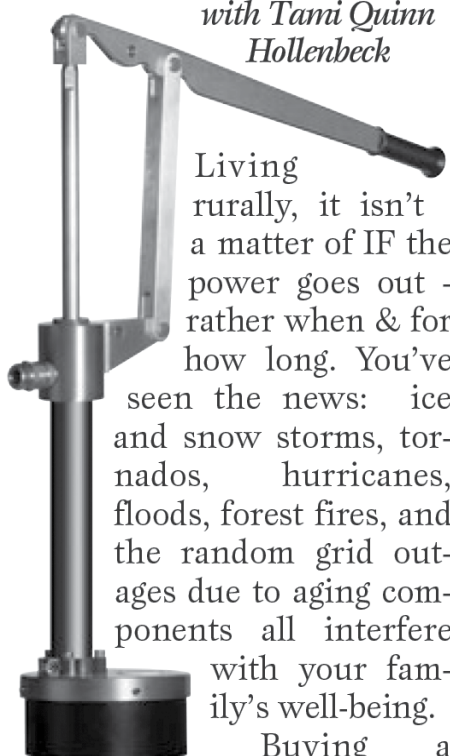 with Tami Quinn
Hollenbeck
Living
rurally, it isn't
a matter of IF the
power goes out -
rather when & for
how long. You've
seen the news: ice
and snow storms, tor-
nados, hurricanes,
floods, forest fires, and
the random grid out-
ages due to aging com-
ponents all interfere
with your fam-
ily's well-being.
Buying a